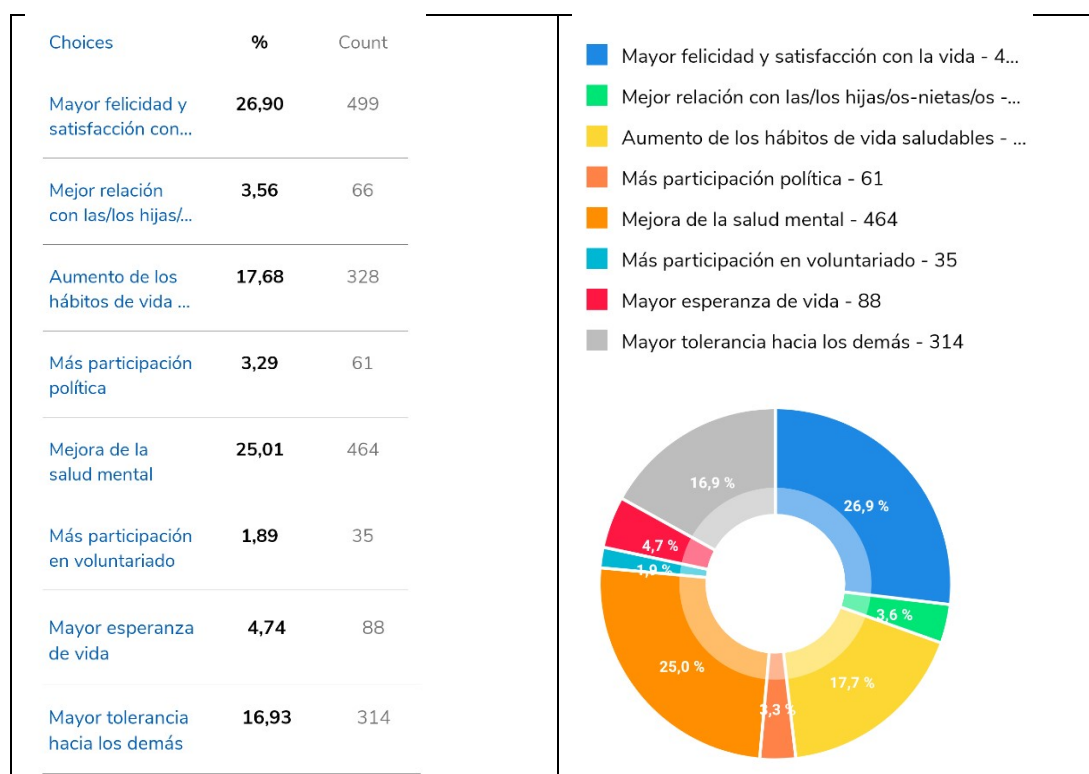 Choices % Count
Mayor felicidad y
satisfacción con...
26,90 499
Mejor relación
con las/los hijas/...
3,56 66
Aumento de los
hábitos de vida ...
17,68 328
Más participación
política
3,29 61
Mejora de la
salud mental
25,01 464
Más participación
en voluntariado
1,89 35
Mayor esperanza
de vida
4,74 88
Mayor tolerancia
hacia los demás
16,93 314
Mayor felicidad y satisfacción con la vida - 4...
Mejor relación con las/los hijas/os-nietas/os -...
Aumento de los hábitos de vida saludables - ...
Más participación política - 61
Mejora de la salud mental - 464
Más participación en voluntariado - 35
Mayor esperanza de vida - 88
Mayor tolerancia hacia los demás - 314
16,9 %
26,9 %
4,7 %
1,9 %
3,6 %
25,0 %
17,7 %
3,3 %